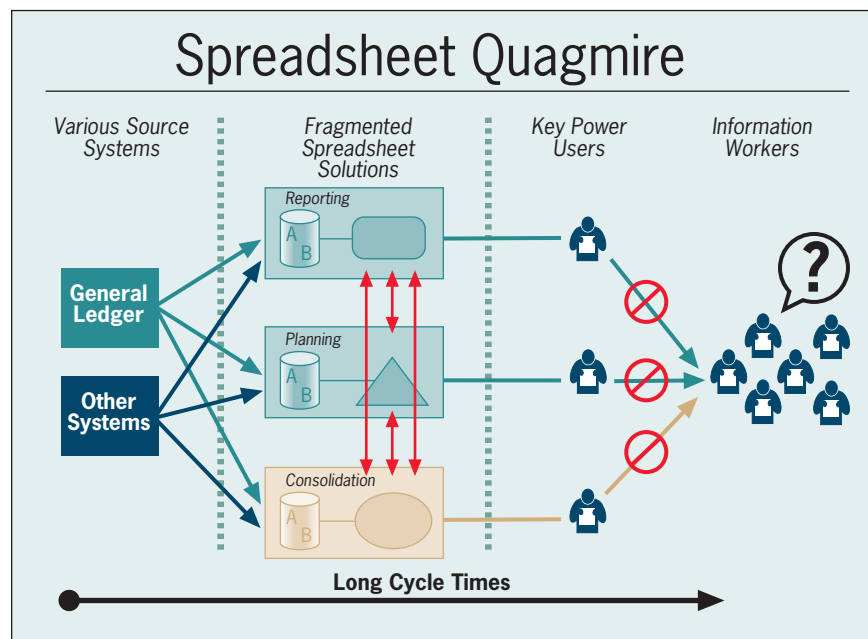 Spreadsheet Quagmire
Various Source
Systems
Fragmented
Spreadsheet
Solutions
Key Power
Users
Information
Workers
Reporting
A
B
General
Ledger
?
Planning
A
B
Other
Systems
Consolidation
A
B
Long Cycle Times